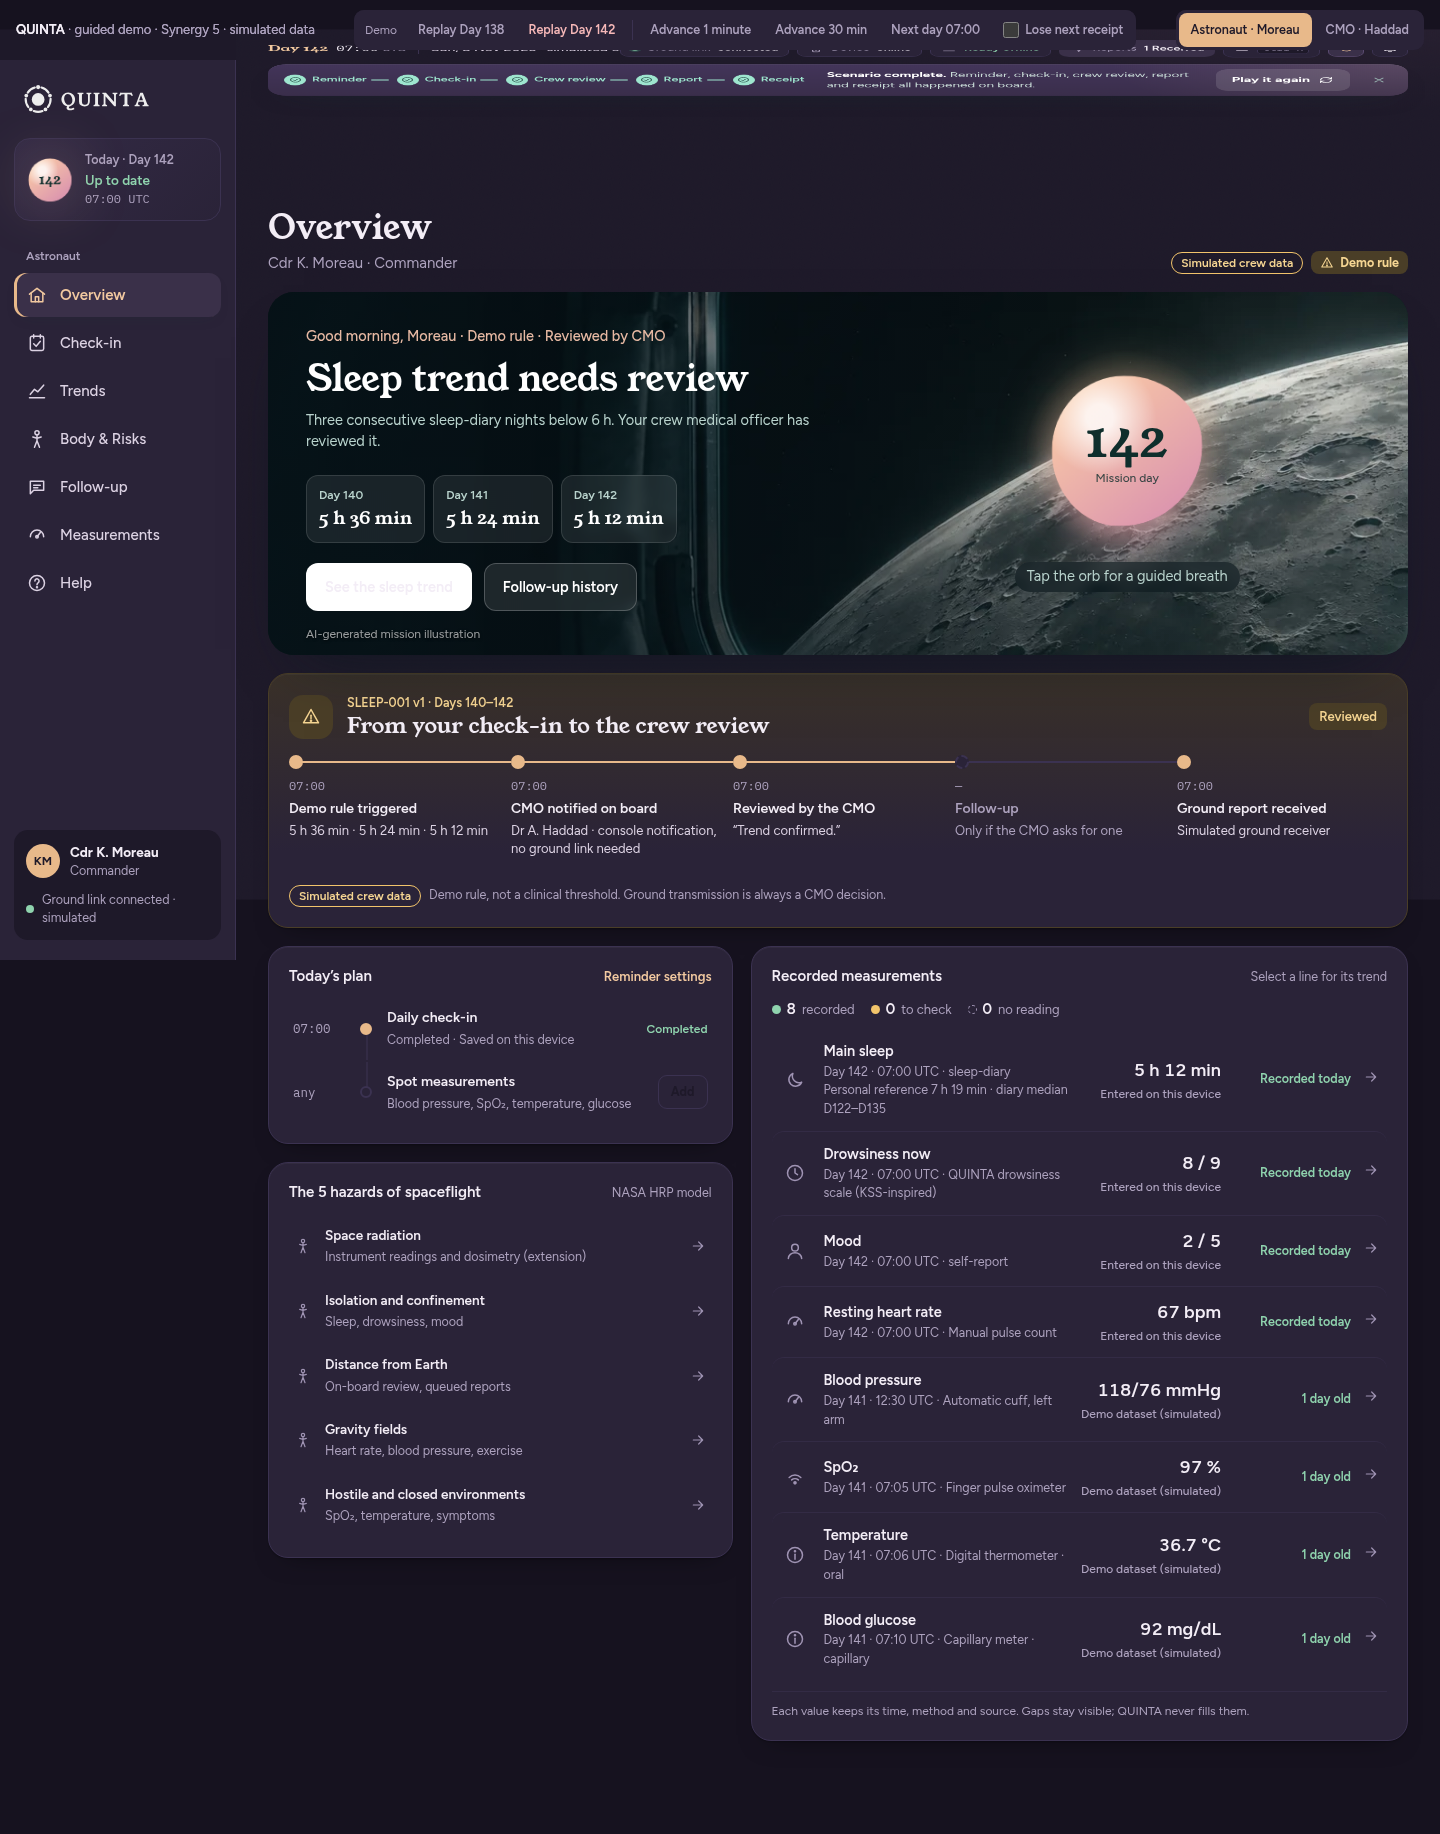 QUINTA · guided demo · Synergy 5 · simulated data
Demo
Replay Day 138
Replay Day 142
Advance 1 minute
Advance 30 min
Next day 07:00
Lose next receipt
Astronaut · Moreau
CMO · Haddad
Day 142
Reminder
Check-in
Crew review
Report
Receipt
Scenario complete. Reminder, check-in, crew review, report
and receipt all happened on board.
Play it again
QUINTA
142
Today · Day 142
Up to date
07:00 UTC
Astronaut
Overview
Check-in
Trends
Body & Risks
Follow-up
Measurements
Help
KM
Cdr K. Moreau
Commander
Ground link connected ·
simulated
Overview
Cdr K. Moreau · Commander
Simulated crew data
Demo rule
Good morning, Moreau · Demo rule · Reviewed by CMO
Sleep trend needs review
Three consecutive sleep-diary nights below 6 h. Your crew medical officer has
reviewed it.
Day 140
5 h 36 min
Day 141
5 h 24 min
Day 142
5 h 12 min
See the sleep trend
Follow-up history
AI-generated mission illustration
142
Mission day
Tap the orb for a guided breath
SLEEP-001 v1 · Days 140–142
From your check-in to the crew review
Reviewed
07:00
Demo rule triggered
5 h 36 min · 5 h 24 min · 5 h 12 min
07:00
CMO notified on board
Dr A. Haddad · console notification,
no ground link needed
07:00
Reviewed by the CMO
“Trend confirmed.”
–
Follow-up
Only if the CMO asks for one
07:00
Ground report received
Simulated ground receiver
Simulated crew data
Demo rule, not a clinical threshold. Ground transmission is always a CMO decision.
Today’s plan
Reminder settings
07:00
Daily check-in
Completed · Saved on this device
Completed
any
Spot measurements
Blood pressure, SpO₂, temperature, glucose
Add
The 5 hazards of spaceflight
NASA HRP model
Space radiation
Instrument readings and dosimetry (extension)
Isolation and confinement
Sleep, drowsiness, mood
Distance from Earth
On-board review, queued reports
Gravity fields
Heart rate, blood pressure, exercise
Hostile and closed environments
SpO₂, temperature, symptoms
Recorded measurements
Select a line for its trend
8 recorded
0 to check
0 no reading
Main sleep
Day 142 · 07:00 UTC · sleep-diary
Personal reference 7 h 19 min · diary median
D122–D135
5 h 12 min
Entered on this device
Recorded today
Drowsiness now
Day 142 · 07:00 UTC · QUINTA drowsiness
scale (KSS-inspired)
8 / 9
Entered on this device
Recorded today
Mood
Day 142 · 07:00 UTC · self-report
2 / 5
Entered on this device
Recorded today
Resting heart rate
Day 142 · 07:00 UTC · Manual pulse count
67 bpm
Entered on this device
Recorded today
Blood pressure
Day 141 · 12:30 UTC · Automatic cuff, left
arm
118/76 mmHg
Demo dataset (simulated)
1 day old
SpO₂
Day 141 · 07:05 UTC · Finger pulse oximeter
97 %
Demo dataset (simulated)
1 day old
Temperature
Day 141 · 07:06 UTC · Digital thermometer ·
oral
36.7 °C
Demo dataset (simulated)
1 day old
Blood glucose
Day 141 · 07:10 UTC · Capillary meter ·
capillary
92 mg/dL
Demo dataset (simulated)
1 day old
Each value keeps its time, method and source. Gaps stay visible; QUINTA never fills them.